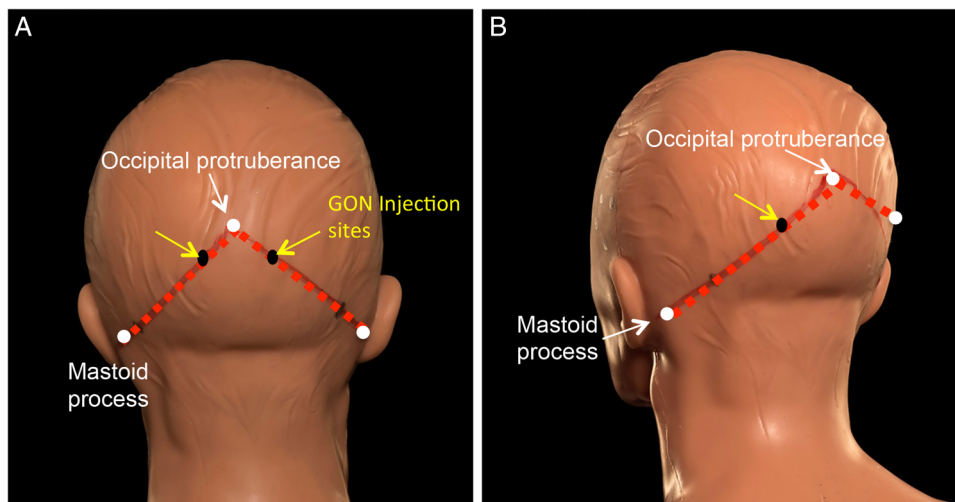 A
Occipital protruberance
GON Injection
sites
Mastoid
process
B
Occipital protruberance
Mastoid
process